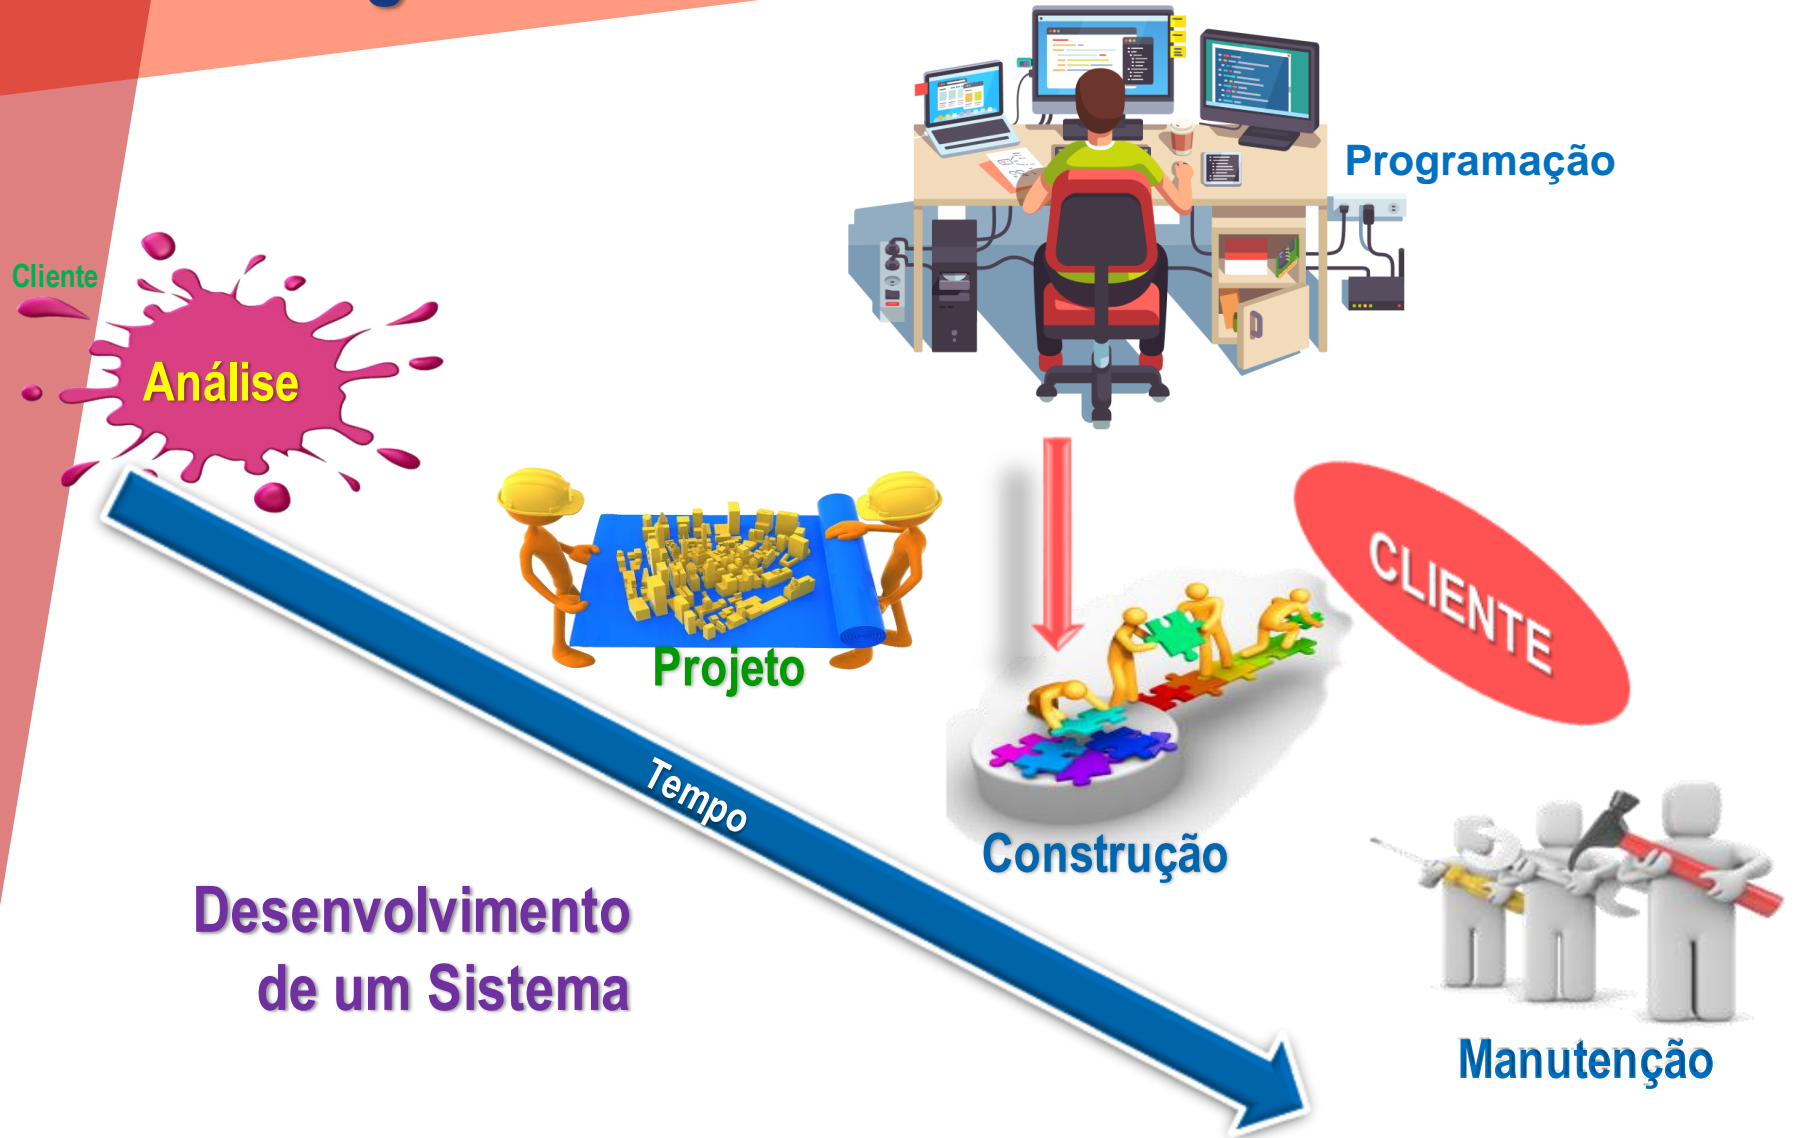 Programação
Cliente
Análise
CLIENTE
Projeto
Tempo
Construção
Desenvolvimento
de um Sistema
Manutenção